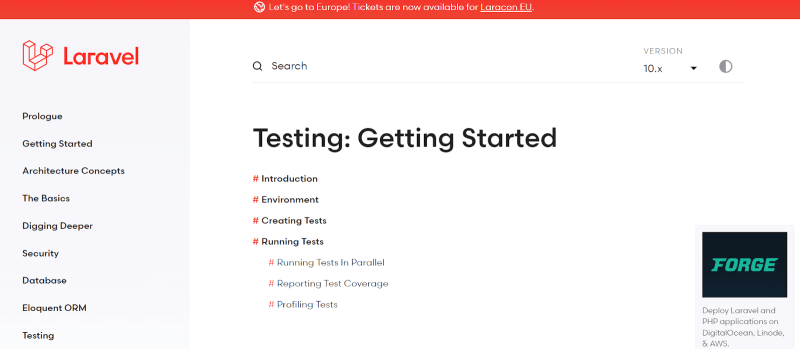 Let's go to Europe! Tickets are now available for Laracon EU.
Laravel
Prologue
Getting Started
Architecture Concepts
The Basics
Digging Deeper
Security
Database
Eloquent ORM
Testing
Search
VERSION
10.x
Testing: Getting Started
# Introduction
# Environment
# Creating Tests
# Running Tests
# Running Tests In Parallel
# Reporting Test Coverage
# Profiling Tests
FORGE
Deploy Laravel and
PHP applications on
DigitalOcean, Linode,
& AWS.